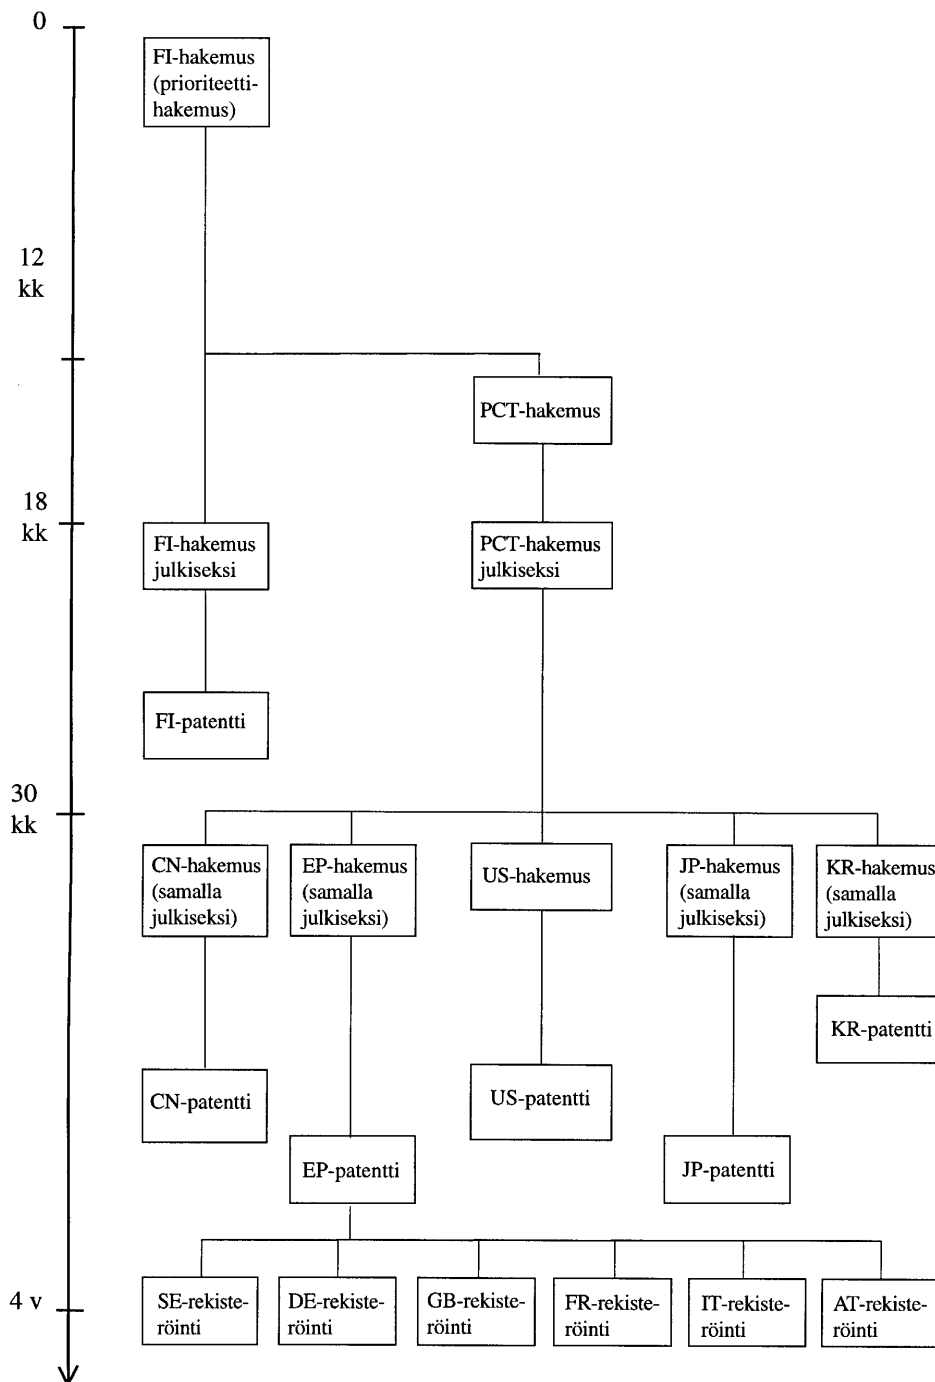 0
FI-hakemus
(prioriteetti-
hakemus)
12
kk
PCT-hakemus
18
kk
FI-hakemus
julkiseksi
PCT-hakemus
julkiseksi
FI-patentti
30
kk
CN-hakemus
(samalla
julkiseksi)
EP-hakemus
(samalla
julkiseksi)
US-hakemus
JP-hakemus
(samalla
julkiseksi)
KR-hakemus
(samalla
julkiseksi)
KR-patentti
CN-patentti
US-patentti
EP-patentti
JP-patentti
4 v
SE-rekiste-
röinti
DE-rekiste-
röinti
GB-rekiste-
röinti
FR-rekiste-
röinti
IT-rekiste-
röinti
AT-rekiste-
röinti